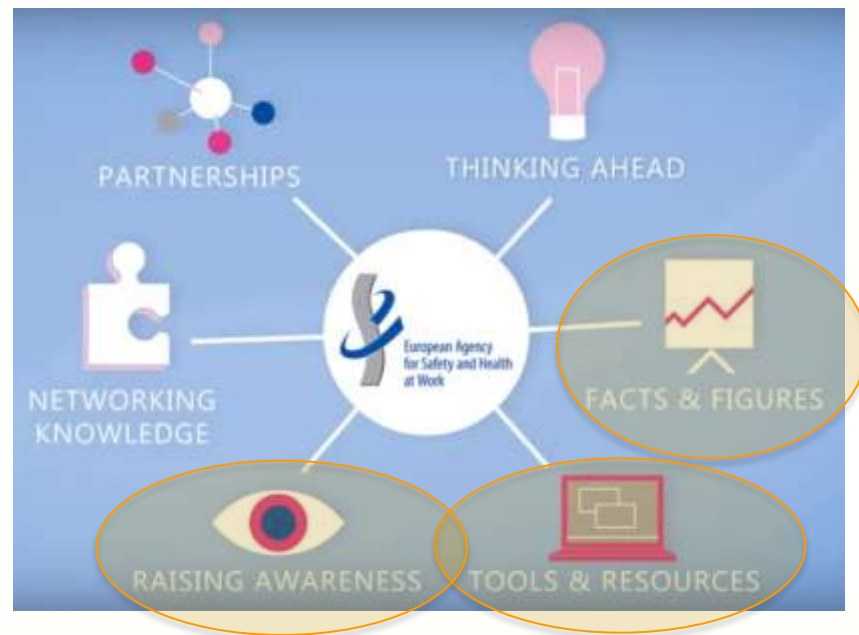 PARTNERSHIPS
THINKING AHEAD
European Agency
for Safety and Health
at Work
NETWORKING
KNOWLEDGE
FACTS & FIGURES
RAISING AWARENESS
TOOLS & RESOURCES